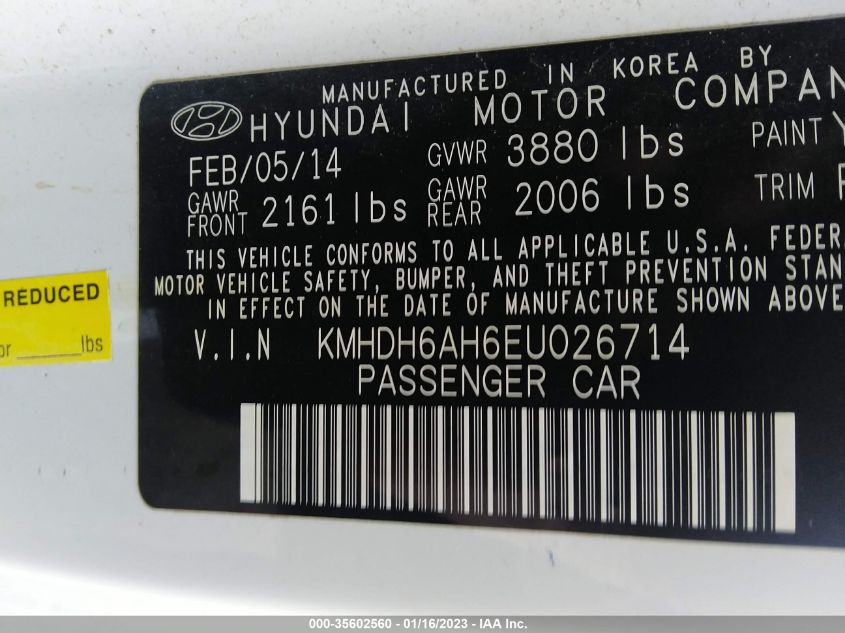 MANUFACTURED IN KOREA BY
HYUNDAI MOTOR COMPAN
FEB/05/14 GVWR 3880 lbs PAINT Y
GAWR FRONT 2161 lbs GAWR REAR 2006 lbs TRIM
THIS VEHICLE CONFORMS TO ALL APPLICABLE U.S.A. FEDER
MOTOR VEHICLE SAFETY, BUMPER, AND THEFT PREVENTION STAN
IN EFFECT ON THE DATE OF MANUFACTURE SHOWN ABOVE
V.I.N KMHDH6AH6EU026714
PASSENGER CAR
REDUCED
or ______lbs
000-35602560 - 01/16/2023 - IAA Inc.